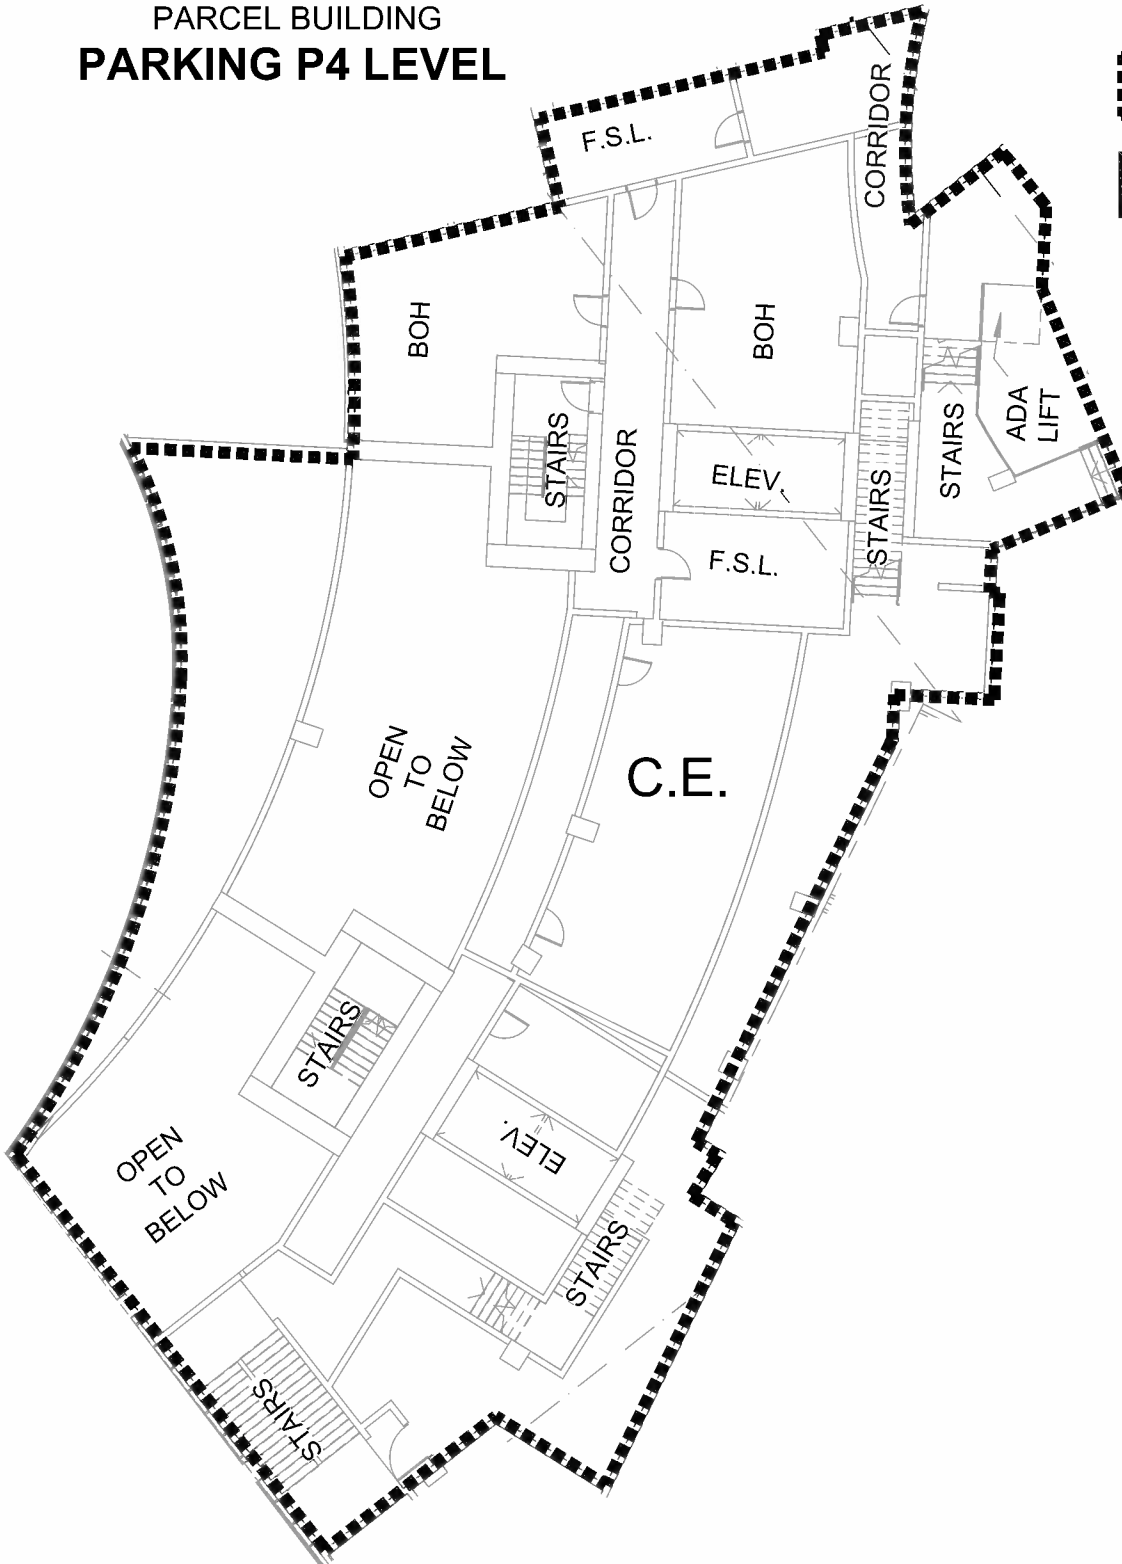 PARCEL BUILDING
PARKING P4 LEVEL
CORRIDOR
F.S.L.
BOH
BOH
ADA
LIFT
STAIRS
STAIRS
ELEV.
STAIRS
CORRIDOR
F.S.L.
OPEN
TO
BELOW
C.E.
STAIRS
OPEN
TO
BELOW
ELEV.
STAIRS
STAIRS
STAIRS